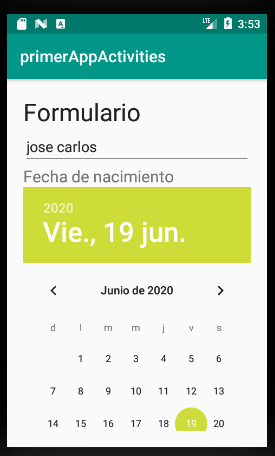 LTE 3:53
primerAppActivities
Formulario
jose carlos
Fecha de nacimiento
2020
Vie., 19 jun.
Junio de 2020
d l m m j v s
1 2 3 4 5 6
7 8 9 10 11 12 13
14 15 16 17 18 19 20